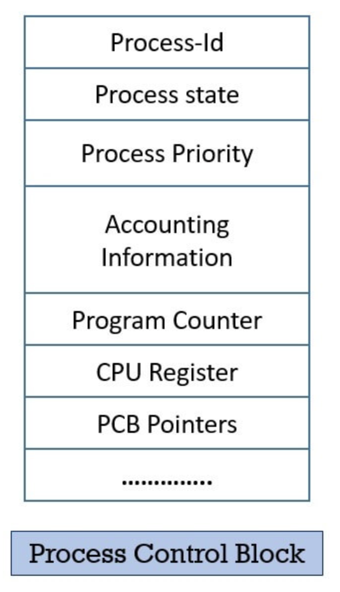 Process-Id
Process state
Process Priority
Accounting
Information
Program Counter
CPU Register
PCB Pointers
..............
Process Control Block